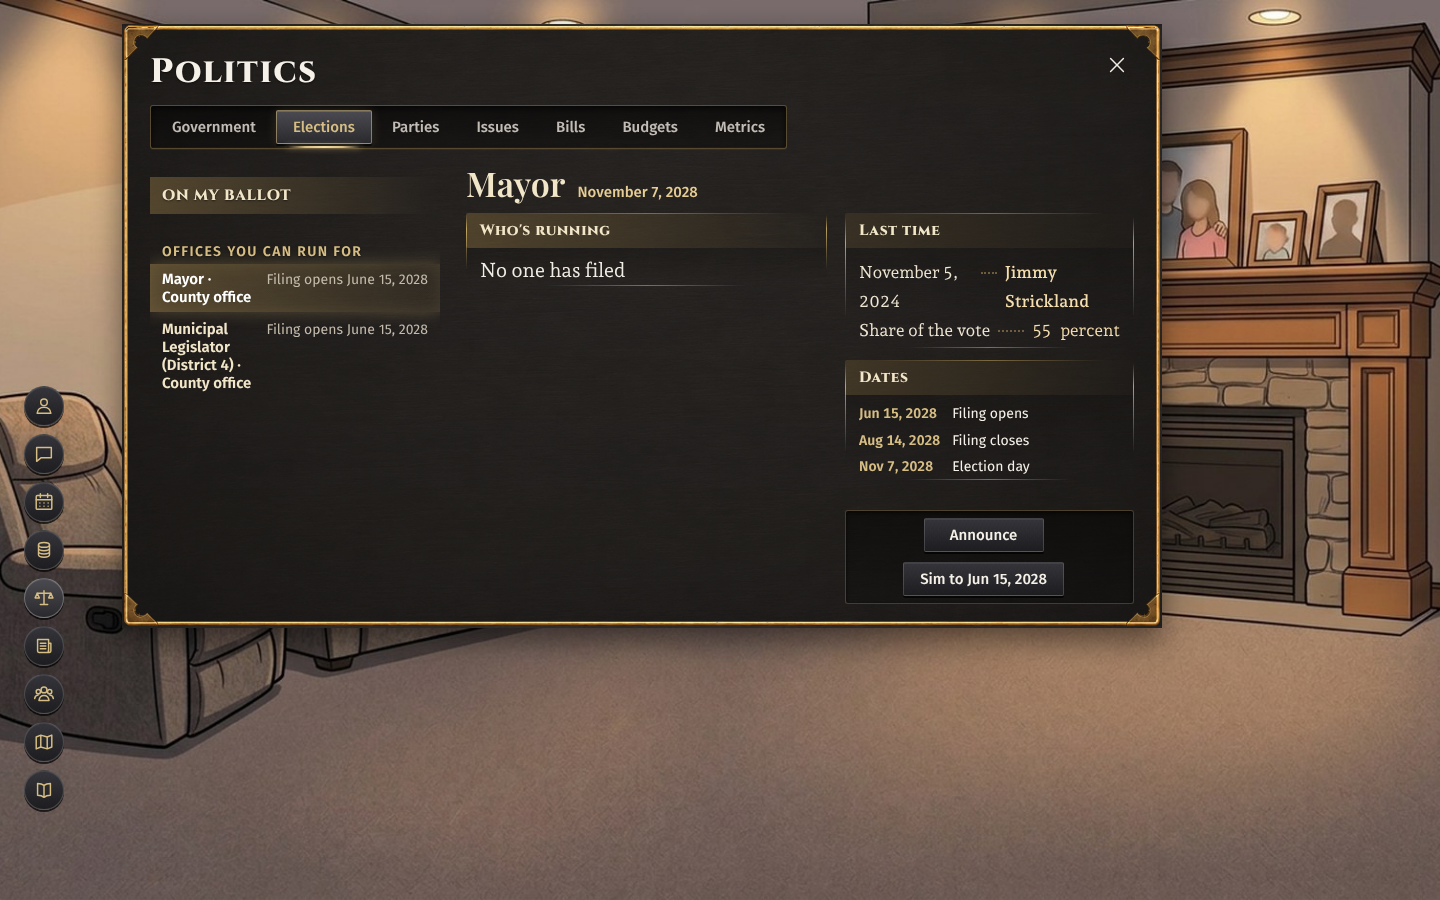 Politics
Government Elections Parties Issues Bills Budgets Metrics
ON MY BALLOT
OFFICES YOU CAN RUN FOR
Mayor · Filing opens June 15, 2028
County office
Municipal Filing opens June 15, 2028
Legislator
(District 4) ·
County office
Mayor November 7, 2028
Who's running
No one has filed
Last time
November 5, ····· Jimmy
2024 Strickland
Share of the vote ······· 55 percent
Dates
Jun 15, 2028 Filing opens
Aug 14, 2028 Filing closes
Nov 7, 2028 Election day
Announce
Sim to Jun 15, 2028